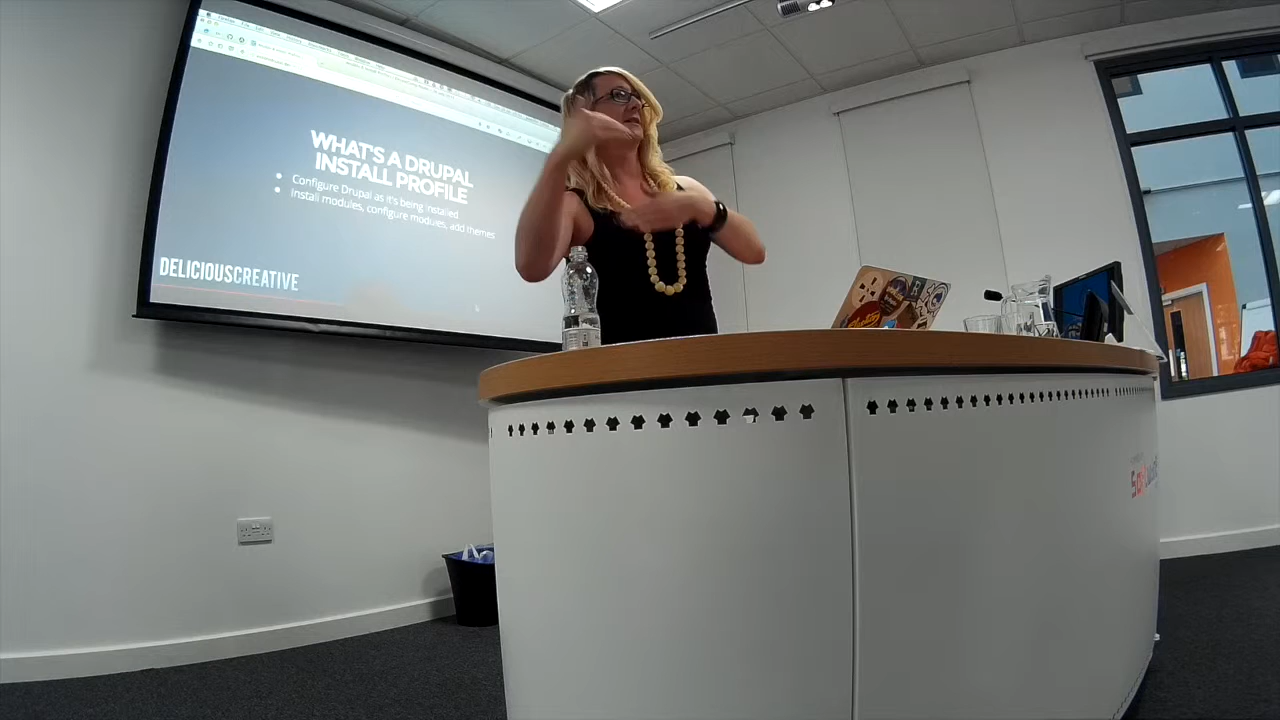 WHAT'S A DRUPAL
INSTALL PROFILE
Configure Drupal as it's being installed
Install modules, configure modules, add themes
DELICIOUSCREATIVE